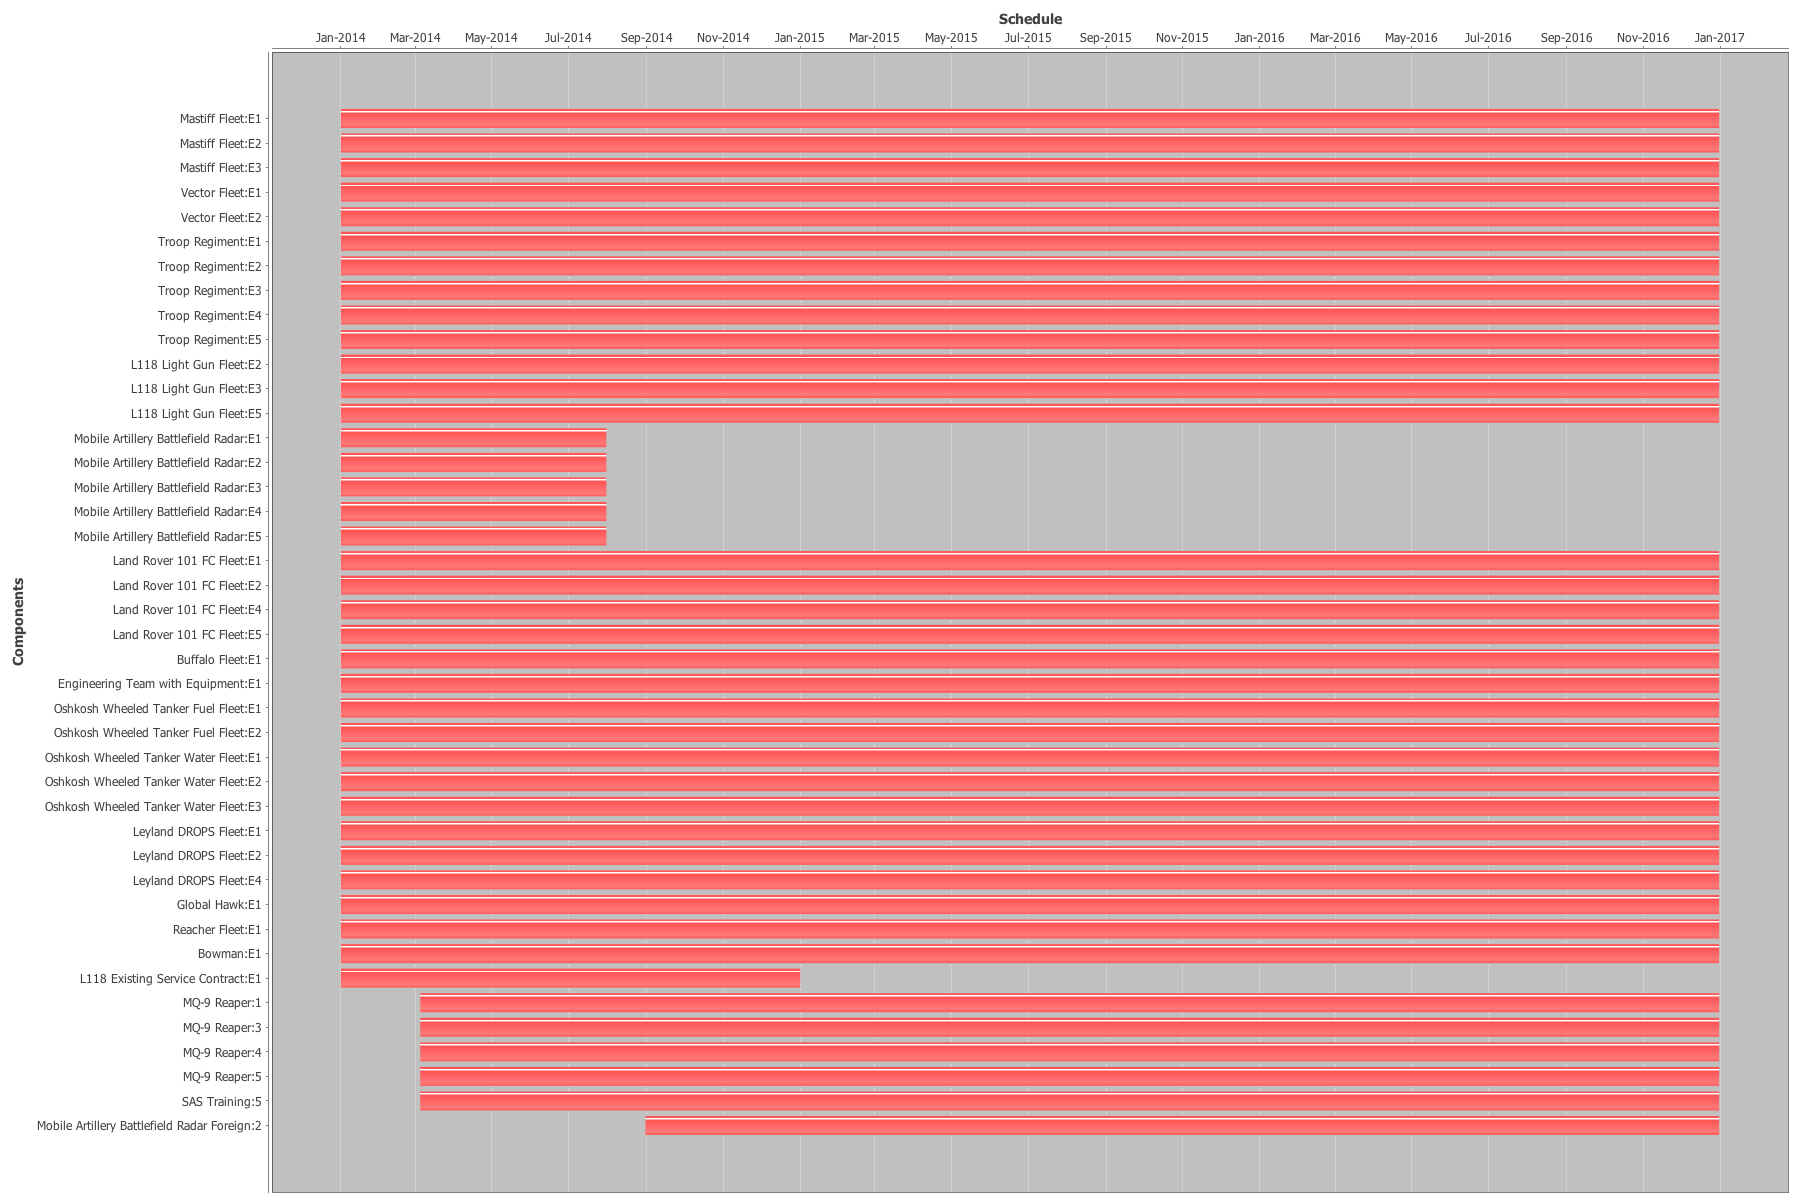 Schedule
Jan-2014 Mar-2014 May-2014 Jul-2014 Sep-2014 Nov-2014 Jan-2015 Mar-2015 May-2015 Jul-2015 Sep-2015 Nov-2015 Jan-2016 Mar-2016 May-2016 Jul-2016 Sep-2016 Nov-2016 Jan-2017
Mastiff Fleet:E1
Mastiff Fleet:E2
Mastiff Fleet:E3
Vector Fleet:E1
Vector Fleet:E2
Troop Regiment:E1
Troop Regiment:E2
Troop Regiment:E3
Troop Regiment:E4
Troop Regiment:E5
L118 Light Gun Fleet:E2
L118 Light Gun Fleet:E3
L118 Light Gun Fleet:E5
Mobile Artillery Battlefield Radar:E1
Mobile Artillery Battlefield Radar:E2
Mobile Artillery Battlefield Radar:E3
Mobile Artillery Battlefield Radar:E4
Mobile Artillery Battlefield Radar:E5
Land Rover 101 FC Fleet:E1
Land Rover 101 FC Fleet:E2
Land Rover 101 FC Fleet:E4
Land Rover 101 FC Fleet:E5
Buffalo Fleet:E1
Engineering Team with Equipment:E1
Oshkosh Wheeled Tanker Fuel Fleet:E1
Oshkosh Wheeled Tanker Fuel Fleet:E2
Oshkosh Wheeled Tanker Water Fleet:E1
Oshkosh Wheeled Tanker Water Fleet:E2
Oshkosh Wheeled Tanker Water Fleet:E3
Leyland DROPS Fleet:E1
Leyland DROPS Fleet:E2
Leyland DROPS Fleet:E4
Global Hawk:E1
Reacher Fleet:E1
Bowman:E1
L118 Existing Service Contract:E1
MQ-9 Reaper:1
MQ-9 Reaper:3
MQ-9 Reaper:4
MQ-9 Reaper:5
SAS Training:5
Mobile Artillery Battlefield Radar Foreign:2
Components